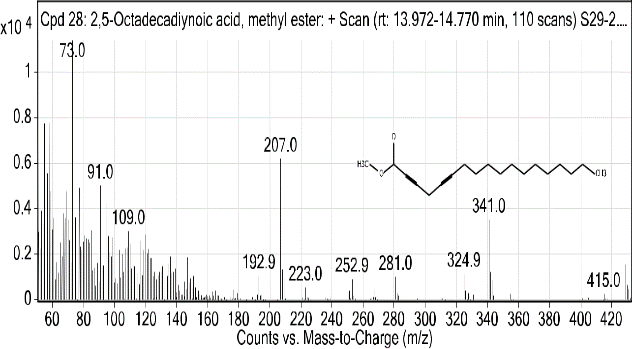 Cpd 28: 2,5-Octadecadiynoic acid, methyl ester: + Scan (rt: 13.972-14.770 min, 110 scans) S29-2....
x10 4
73.0
1
0.8
207.0
0.6
91.0
341.0
0.4
109.0
192.9
252.9
281.0
324.9
0.2
223.0
415.0
0
60 80 100 120 140 160 180 200 220 240 260 280 300 320 340 360 380 400 420
Counts vs. Mass-to-Charge (m/z)
H3C
O
O